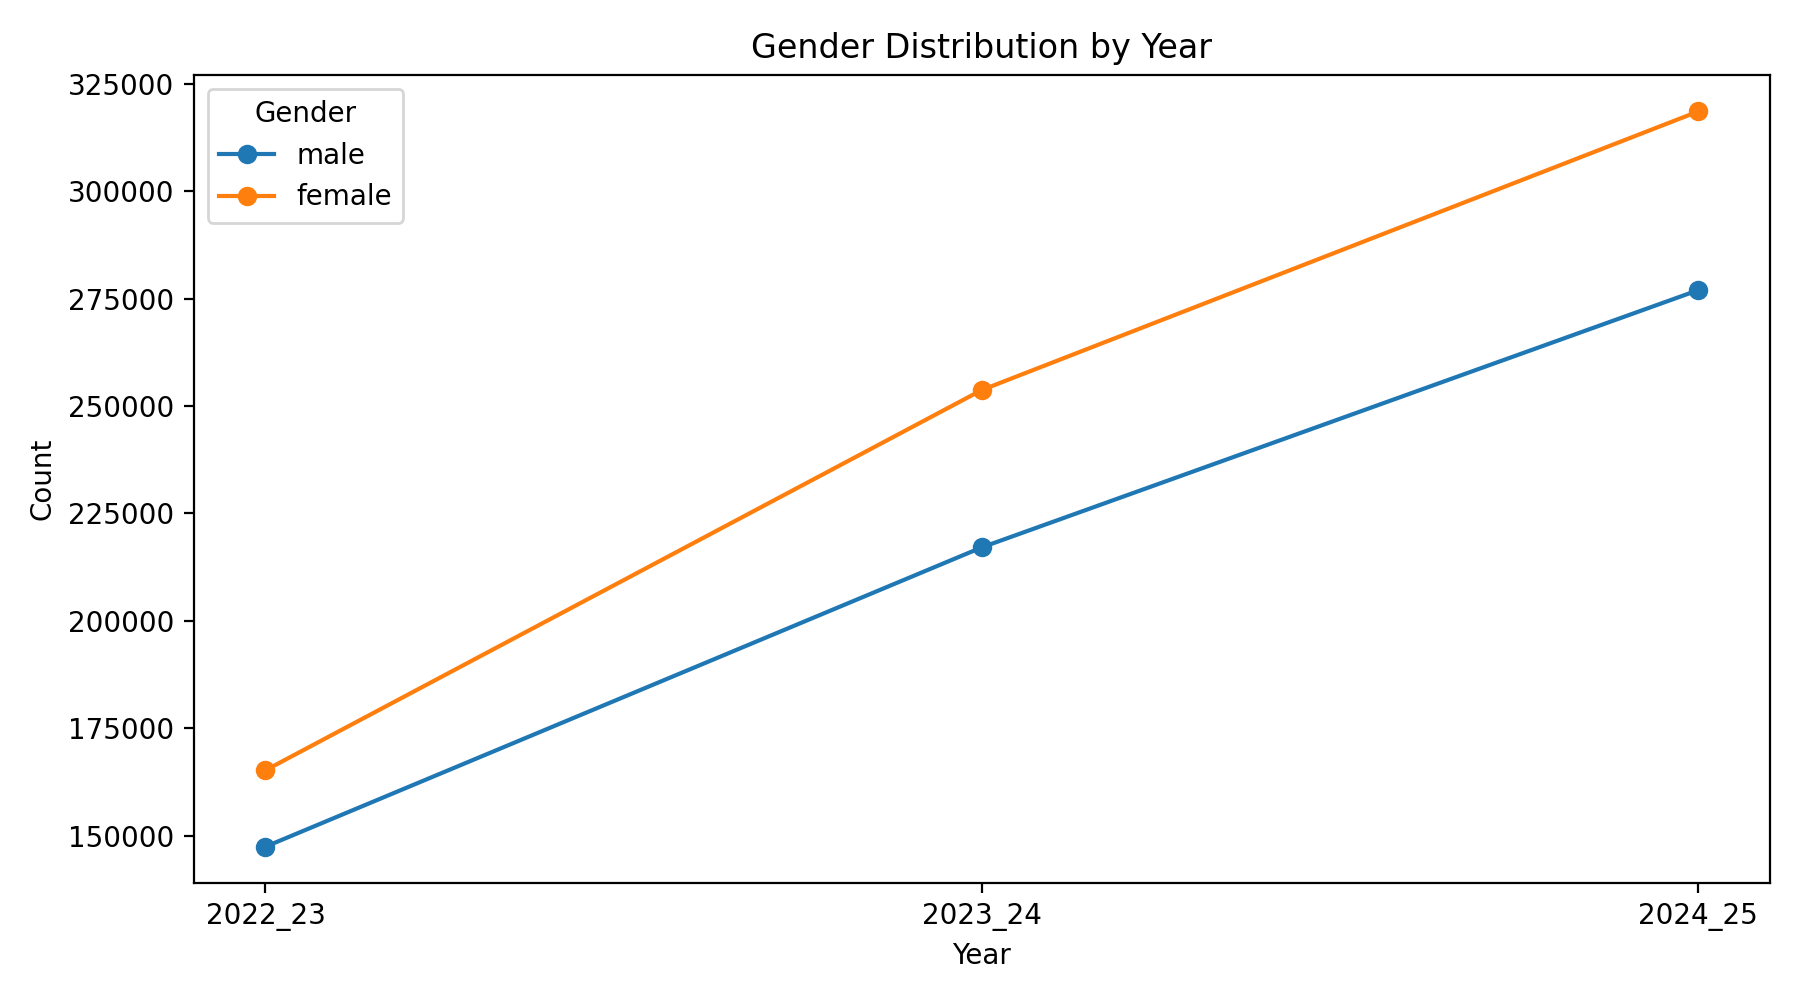 Gender Distribution by Year
325000
300000
275000
250000
225000
200000
175000
150000
Count
Gender
male
female
2022_23 2023_24 2024_25
Year